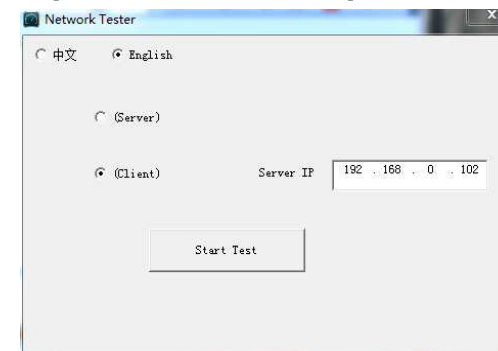 Network Tester
X
中文 English
(Server)
(Client) Server IP 192 . 168 . 0 . 102
Start Test